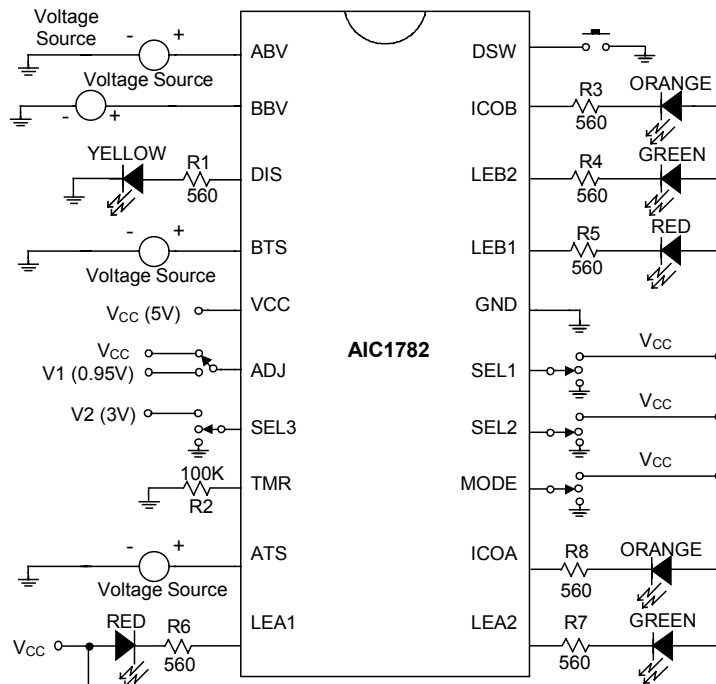 Voltage
Source
- +
ABV
Voltage Source
- +
BBV
YELLOW
R1
560
DIS
- +
BTS
Voltage Source
VCC (5V)
VCC
VCC
V1 (0.95V)
ADJ
V2 (3V)
SEL3
100K
R2
TMR
- +
ATS
Voltage Source
VCC
RED
R6
560
LEA1
AIC1782
DSW
ICOB
R3
560
ORANGE
LEB2
R4
560
GREEN
LEB1
R5
560
RED
GND
SEL1
VCC
SEL2
VCC
MODE
VCC
ICOA
R8
560
ORANGE
LEA2
R7
560
GREEN